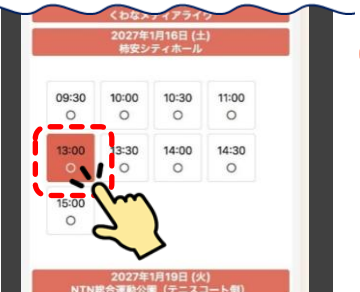 くわなメディアライヴ
2027年1月16日 (土)
柿安シティホール
09:30 10:00 10:30 11:00
13:00 13:30 14:00 14:30
15:00
2027年1月19日 (火)
NTN総合運動公園 (テニスコート側)